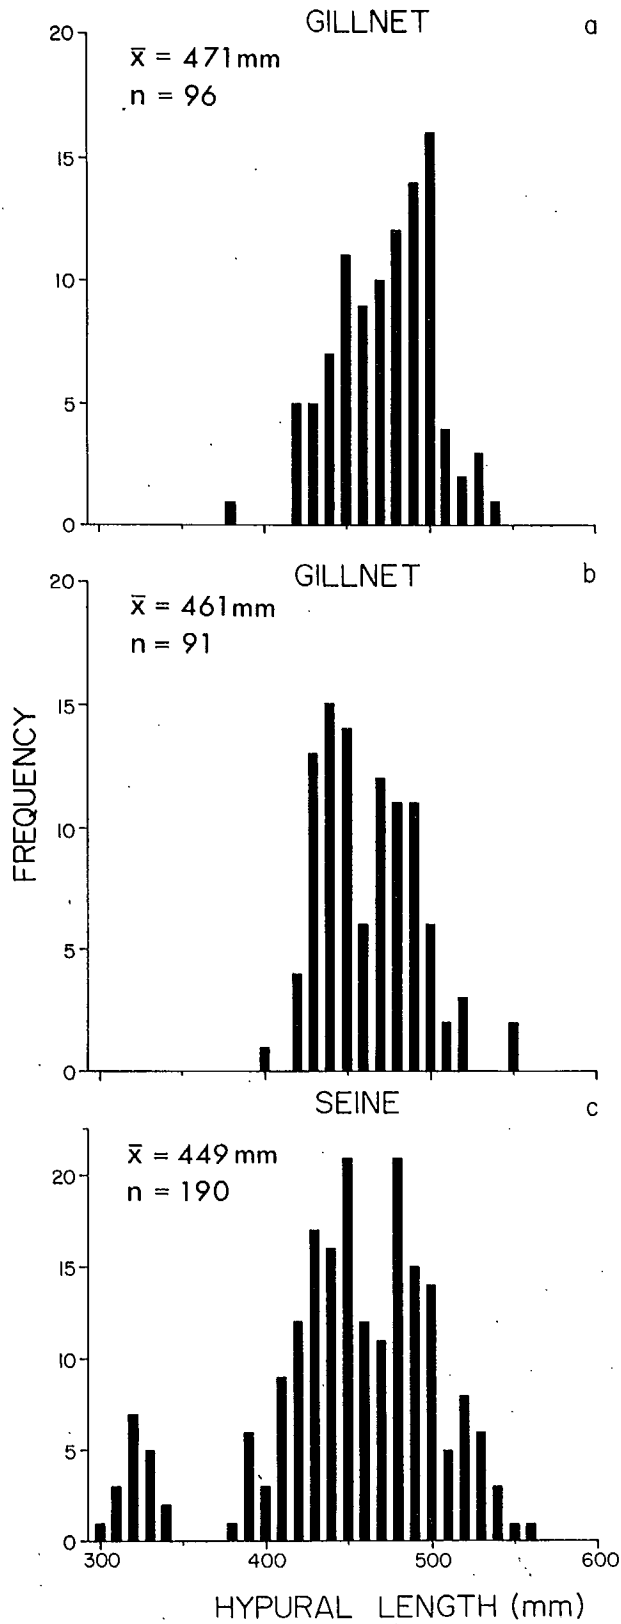 GILLNET a
20
x̄ = 471 mm
n = 96
15
10
5
0
GILLNET b
20
x̄ = 461 mm
n = 91
15
10
5
0
FREQUENCY
SEINE c
x̄ = 449 mm
n = 190
20
15
10
5
0
300 400 500 600
HYPURAL LENGTH (mm)